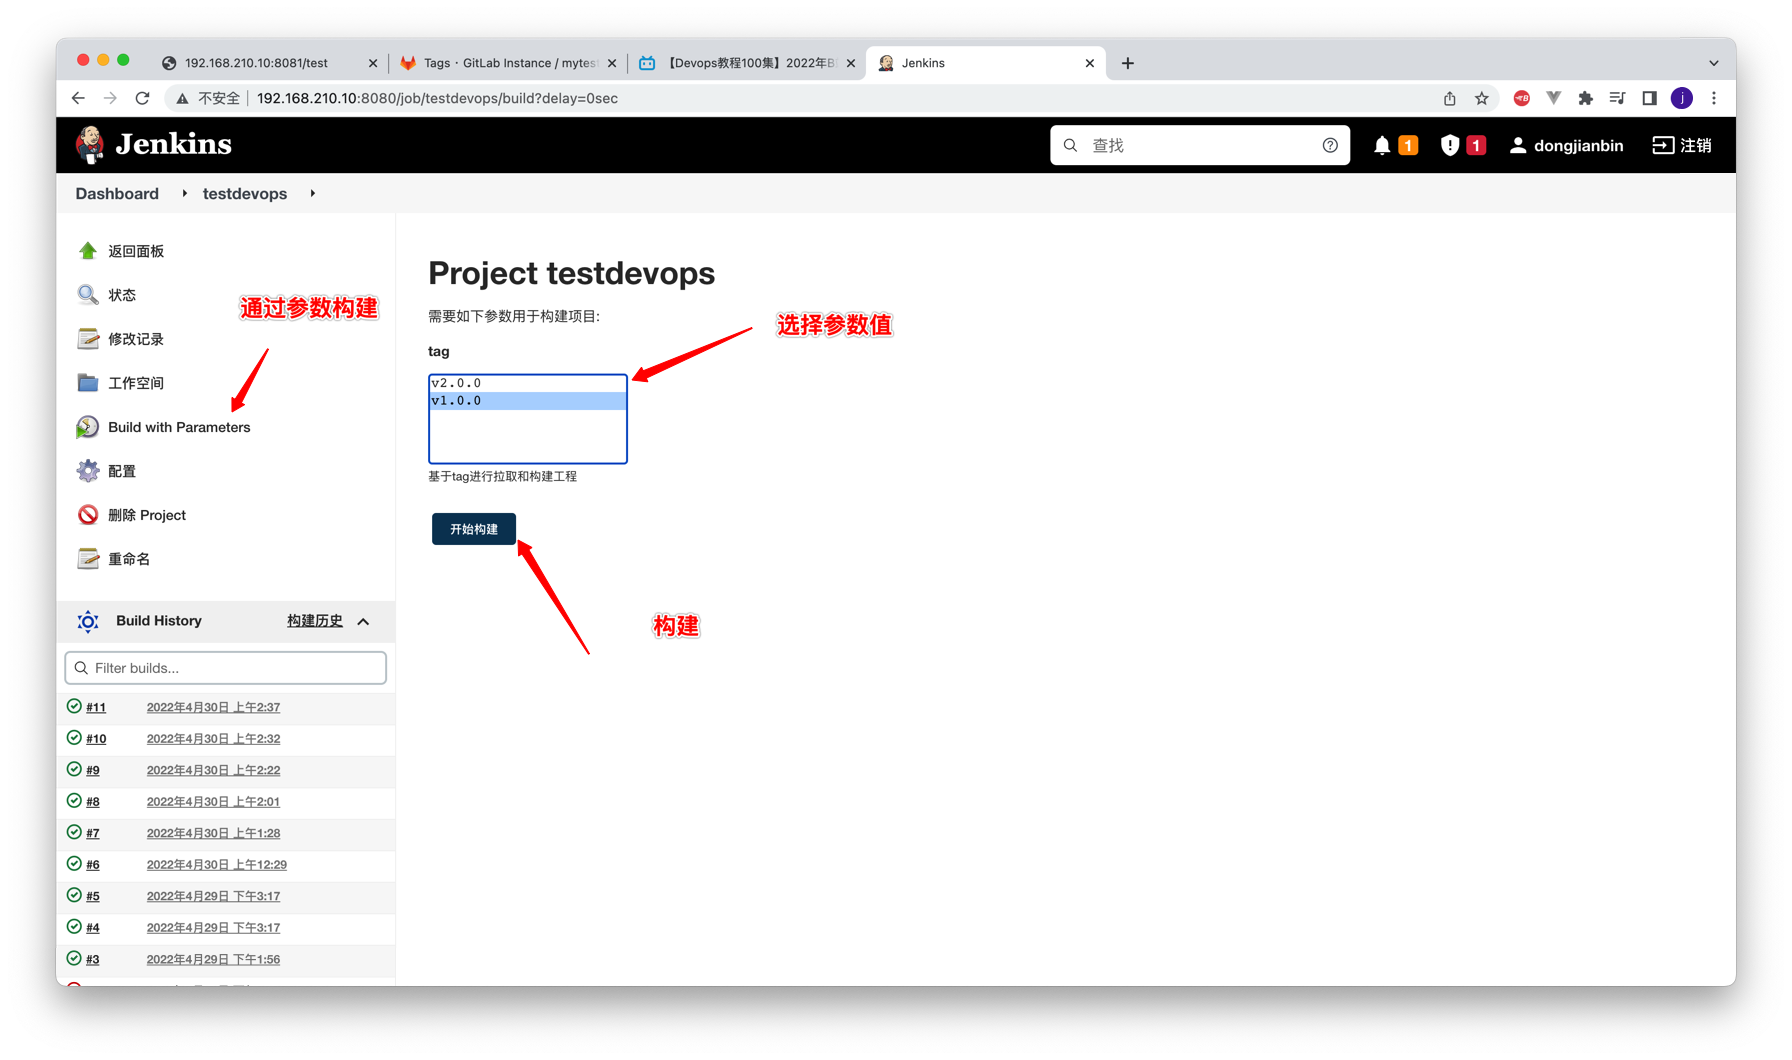 192.168.210.10:8081/test
Tags · GitLab Instance / mytest
【Devops教程100集】2022年B
Jenkins
不安全
192.168.210.10:8080/job/testdevops/build?delay=0sec
j
Jenkins
查找
1
1
dongjianbin
注销
Dashboard
testdevops
返回面板
状态
修改记录
工作空间
Build with Parameters
配置
删除 Project
重命名
通过参数构建
Project testdevops
需要如下参数用于构建项目:
选择参数值
tag
v2.0.0
v1.0.0
基于tag进行拉取和构建工程
开始构建
构建
Build History
构建历史
Filter builds...
#11 2022年4月30日 上午2:37
#10 2022年4月30日 上午2:32
#9 2022年4月30日 上午2:22
#8 2022年4月30日 上午2:01
#7 2022年4月30日 上午1:28
#6 2022年4月30日 上午12:29
#5 2022年4月29日 下午3:17
#4 2022年4月29日 下午3:17
#3 2022年4月29日 下午1:56